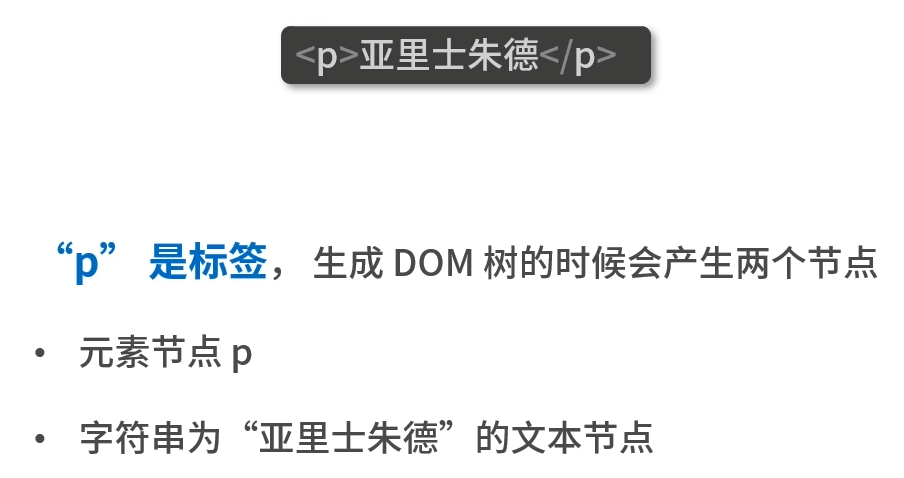 <p>亚里士朱德</p>
“p” 是标签， 生成 DOM 树的时候会产生两个节点
• 元素节点 p
• 字符串为“亚里士朱德”的文本节点